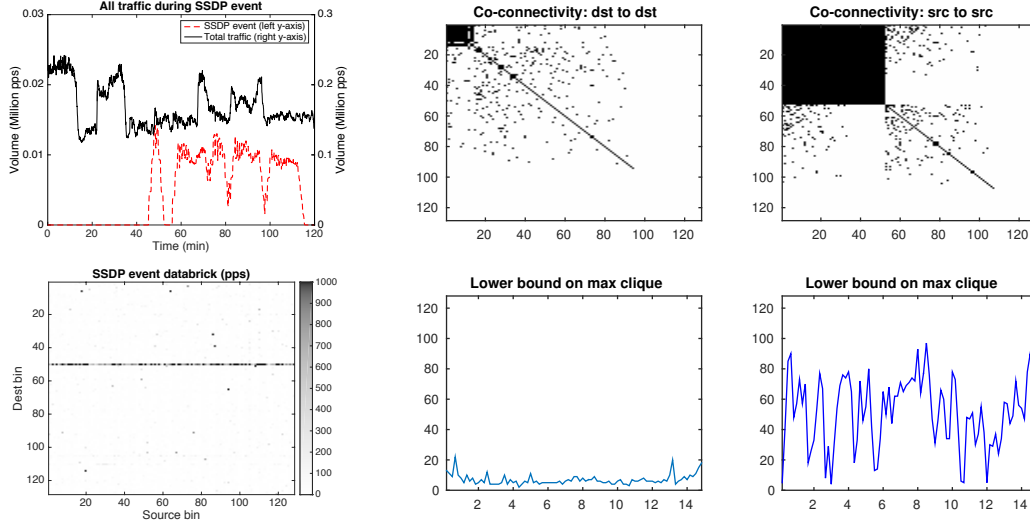 All traffic during SSDP event
0.03
0.02
0.01
0
0.3
0.2
0.1
0
Volume (Million pps)
Volume (Million pps)
SSDP event (left y-axis)
Total traffic (right y-axis)
0 20 40 60 80 100 120
Time (min)
Co-connectivity: dst to dst
20
40
60
80
100
120
20 40 60 80 100 120
Co-connectivity: src to src
20
40
60
80
100
120
20 40 60 80 100 120
SSDP event databrick (pps)
20
40
60
80
100
120
Dest bin
20 40 60 80 100 120
Source bin
1000
900
800
700
600
500
400
300
200
100
0
Lower bound on max clique
120
100
80
60
40
20
0
2 4 6 8 10 12 14
Lower bound on max clique
120
100
80
60
40
20
0
2 4 6 8 10 12 14